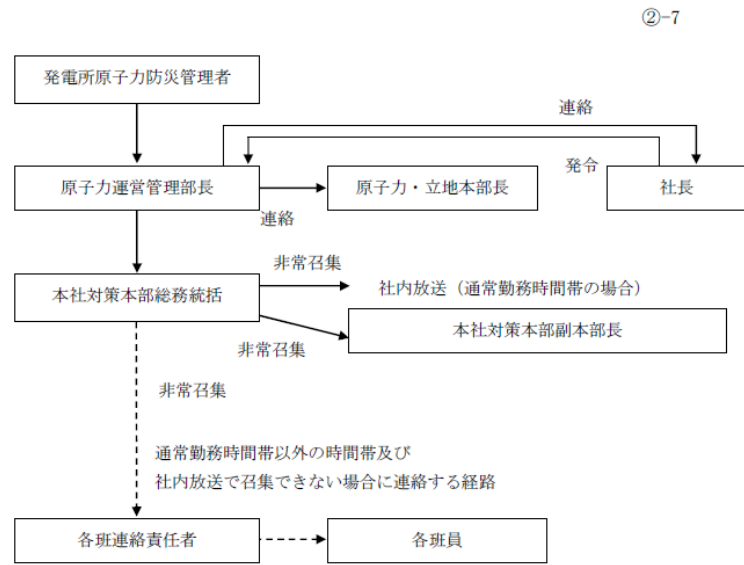 ②-7
発電所原子力防災管理者
連絡
発令
原子力運営管理部長
原子力・立地本部長
社長
連絡
非常召集
本社対策本部総務統括
社内放送（通常勤務時間帯の場合）
本社対策本部副本部長
非常召集
非常召集
通常勤務時間帯以外の時間帯及び
社内放送で召集できない場合に連絡する経路
各班連絡責任者
各班員